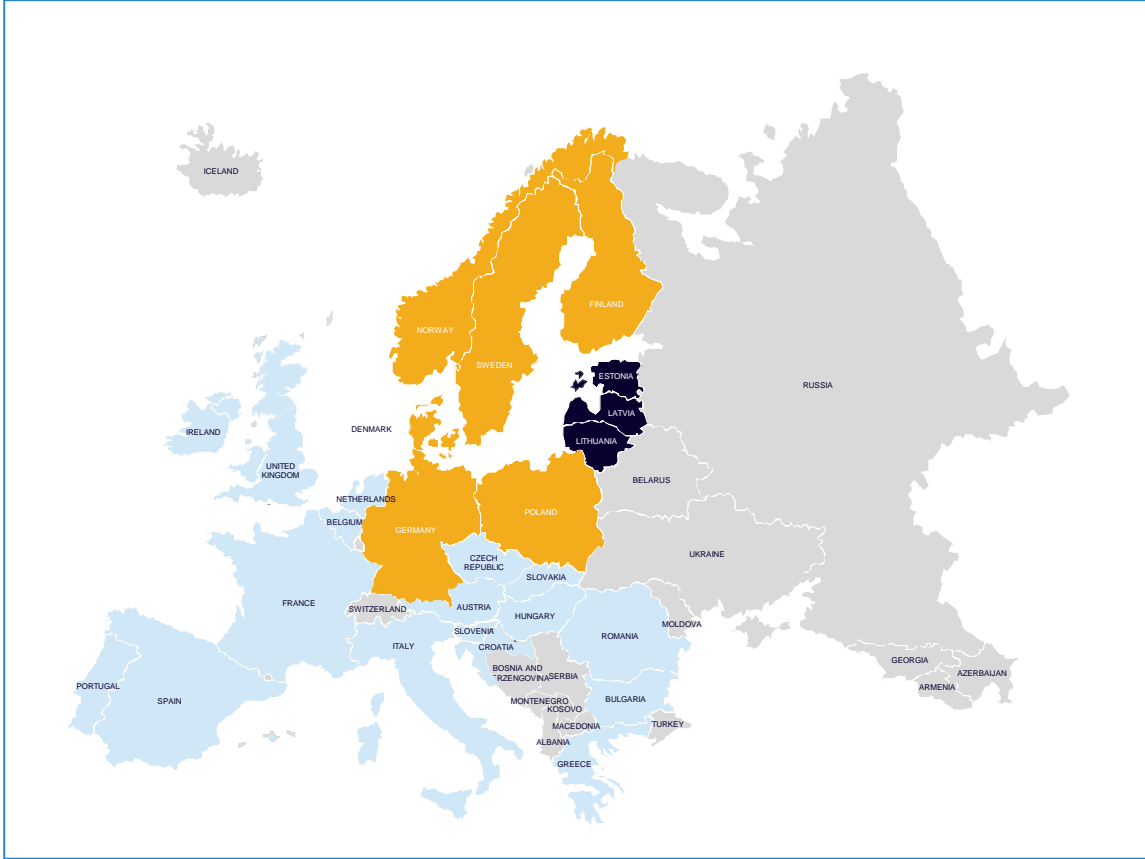 ICELAND
FINLAND
NORWAY
SWEDEN
ESTONIA
RUSSIA
LATVIA
DENMARK
IRELAND
LITHUANIA
UNITED
KINGDOM
BELARUS
NETHERLANDS
POLAND
BELGIUM
GERMANY
UKRAINE
CZECH
REPUBLIC
SLOVAKIA
FRANCE
SWITZERLAND
AUSTRIA
HUNGARY
MOLDOVA
SLOVENIA
ROMANIA
ITALY
CROATIA
GEORGIA
BOSNIA AND
ERZENGOVINA
SERBIA
AZERBAIJAN
PORTUGAL
ARMENIA
SPAIN
MONTENEGRO
BULGARIA
KOSOVO
TURKEY
MACEDONIA
ALBANIA
GREECE